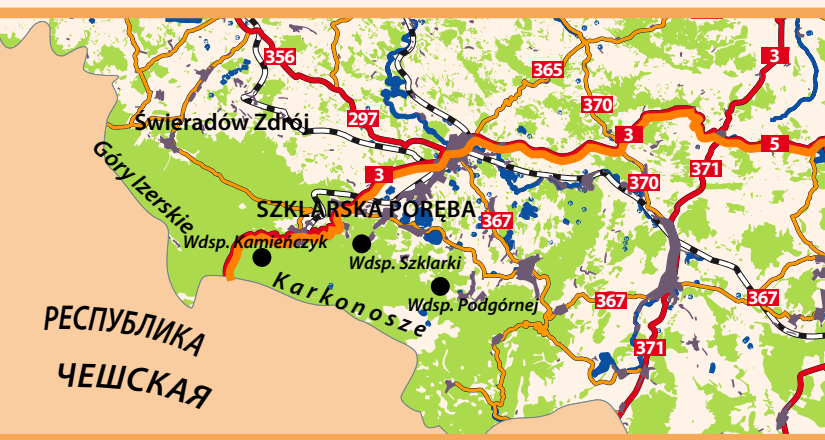 3
356
365
370
297
3
5
Świeradów Zdrój
371
3
370
Góry Izerskie
SZKLARSKA PORĘBA
367
Wdsp. Kamieńczyk
Wdsp. Szklarki
Karkonosze
Wdsp. Podgórnej
367
367
РЕСПУБЛИКА
ЧЕШСКАЯ
371